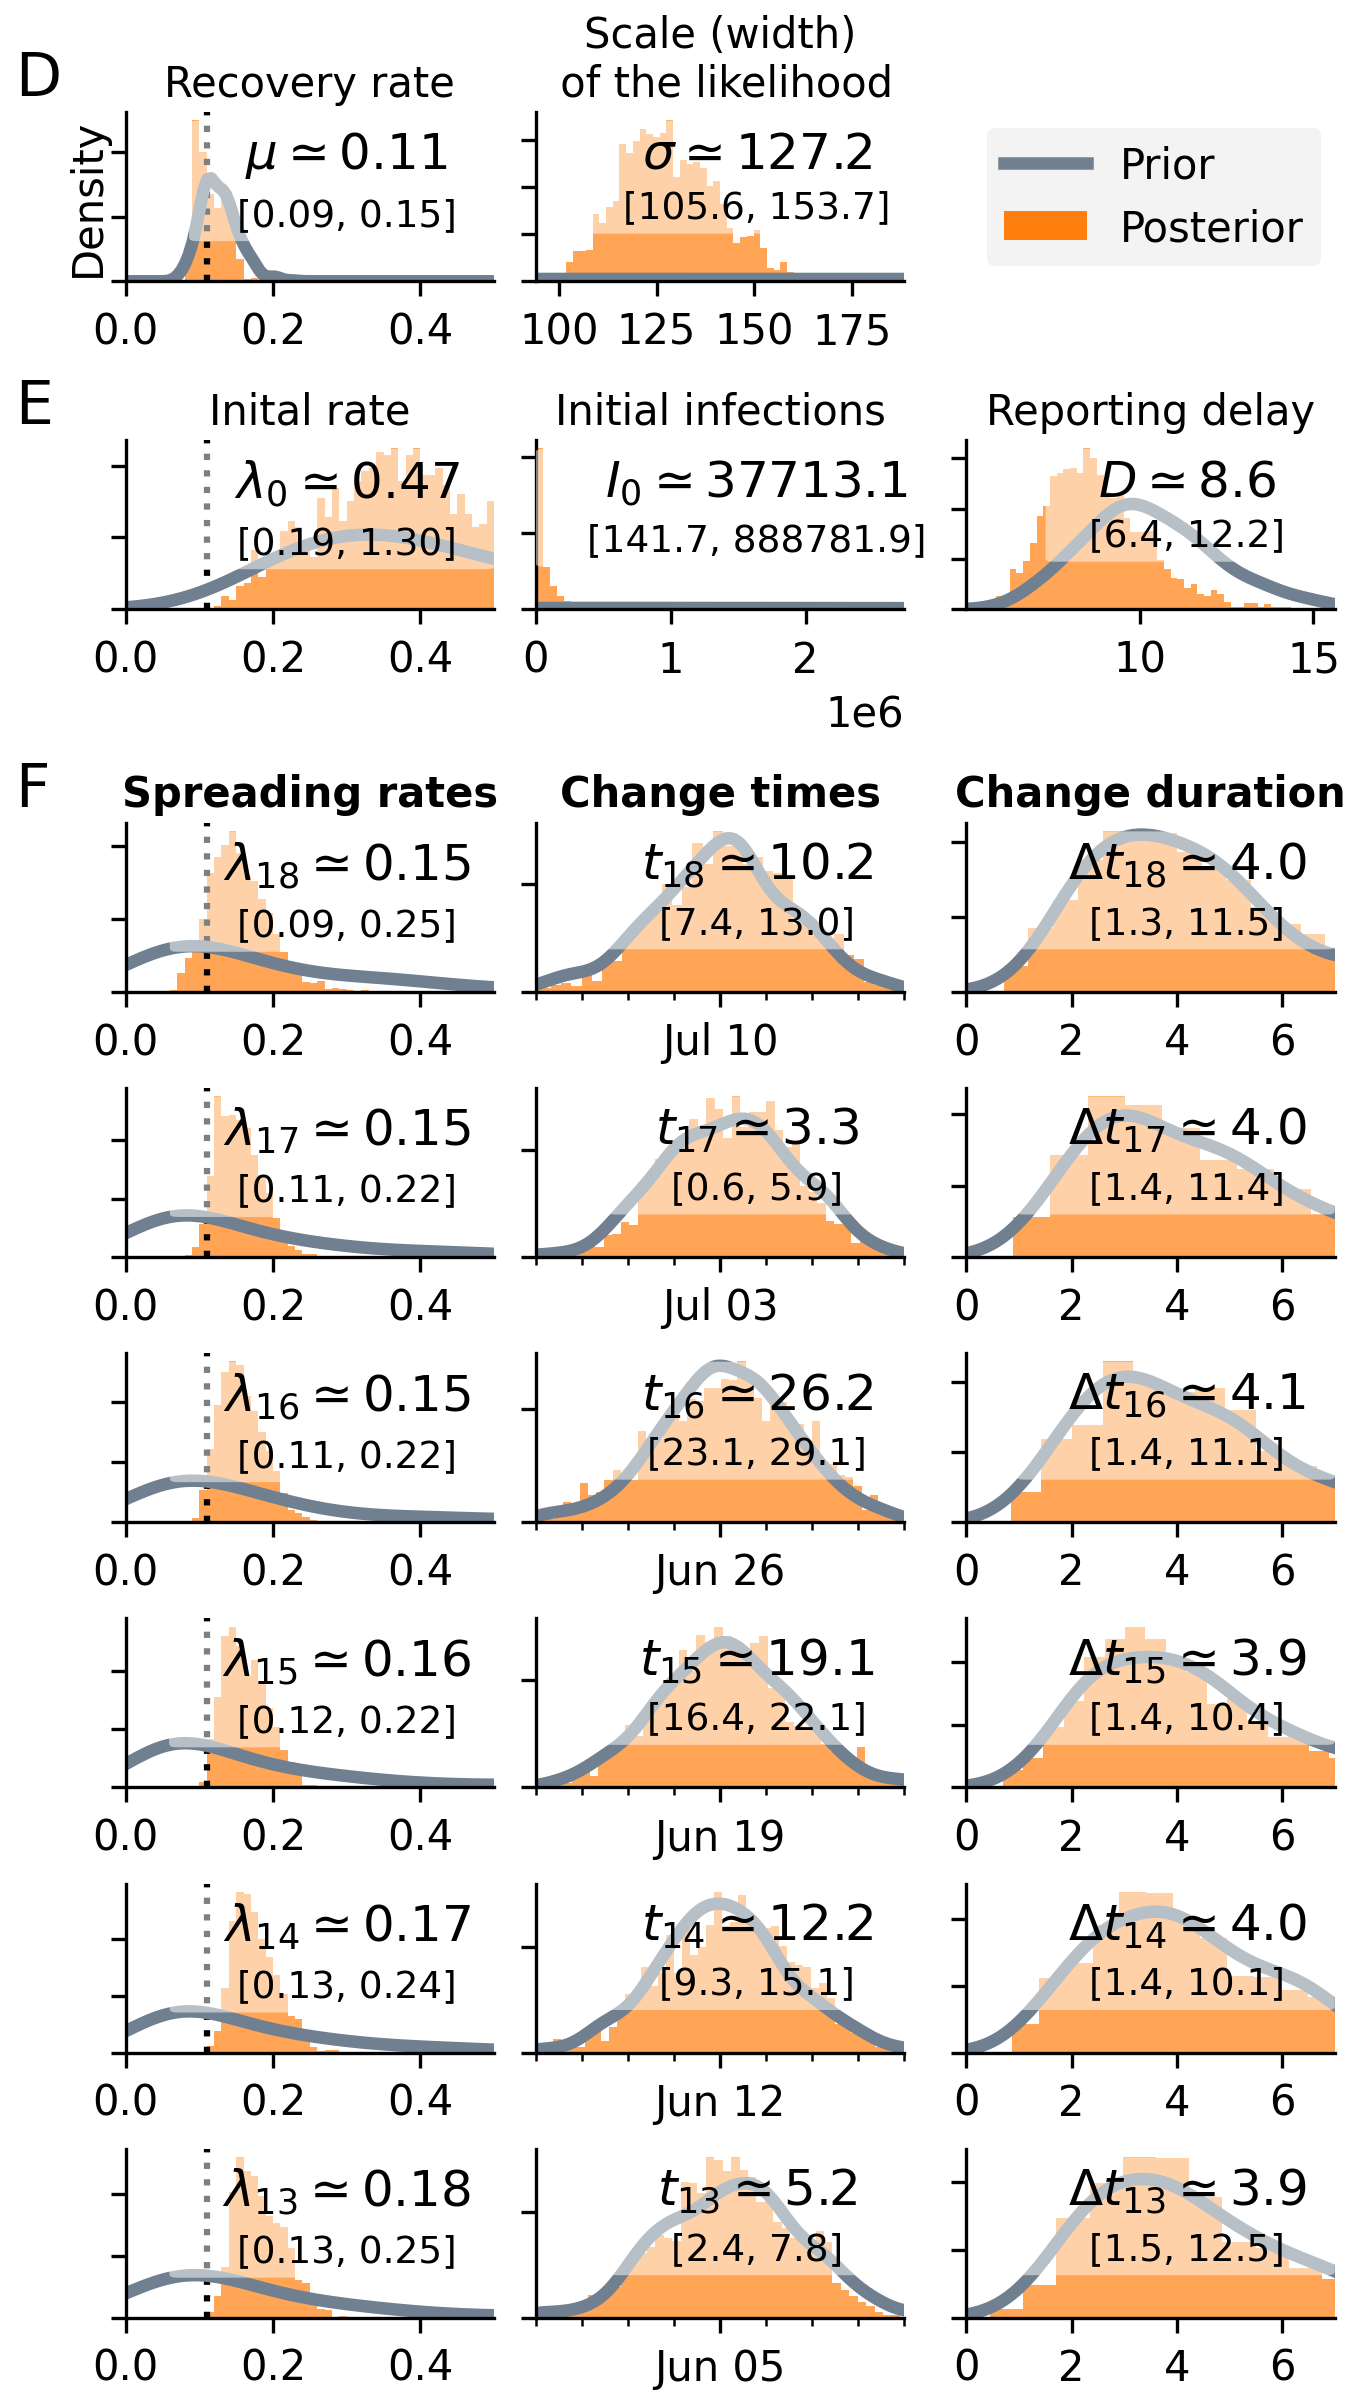 D
Recovery rate
Scale (width)
of the likelihood
Density
μ ≃ 0.11
[0.09, 0.15]
0.0 0.2 0.4
σ ≃ 127.2
[105.6, 153.7]
100 125 150 175
Prior
Posterior
E
Inital rate
λ0 ≃ 0.47
[0.19, 1.30]
0.0 0.2 0.4
Initial infections
I0 ≃ 37713.1
[141.7, 888781.9]
0 1 2
1e6
Reporting delay
D ≃ 8.6
[6.4, 12.2]
10 15
F
Spreading rates
Change times
Change duration
λ18 ≃ 0.15
[0.09, 0.25]
0.0 0.2 0.4
t18 ≃ 10.2
[7.4, 13.0]
Jul 10
Δt18 ≃ 4.0
[1.3, 11.5]
0 2 4 6
λ17 ≃ 0.15
[0.11, 0.22]
0.0 0.2 0.4
t17 ≃ 3.3
[0.6, 5.9]
Jul 03
Δt17 ≃ 4.0
[1.4, 11.4]
0 2 4 6
λ16 ≃ 0.15
[0.11, 0.22]
0.0 0.2 0.4
t16 ≃ 26.2
[23.1, 29.1]
Jun 26
Δt16 ≃ 4.1
[1.4, 11.1]
0 2 4 6
λ15 ≃ 0.16
[0.12, 0.22]
0.0 0.2 0.4
t15 ≃ 19.1
[16.4, 22.1]
Jun 19
Δt15 ≃ 3.9
[1.4, 10.4]
0 2 4 6
λ14 ≃ 0.17
[0.13, 0.24]
0.0 0.2 0.4
t14 ≃ 12.2
[9.3, 15.1]
Jun 12
Δt14 ≃ 4.0
[1.4, 10.1]
0 2 4 6
λ13 ≃ 0.18
[0.13, 0.25]
0.0 0.2 0.4
t13 ≃ 5.2
[2.4, 7.8]
Jun 05
Δt13 ≃ 3.9
[1.5, 12.5]
0 2 4 6